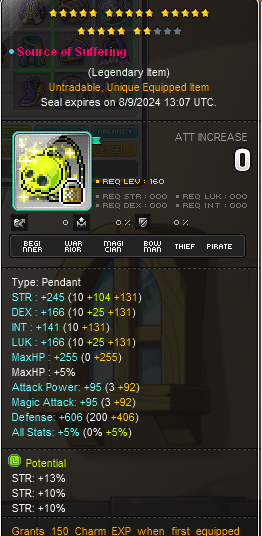 Source of Suffering
(Legendary Item)
Untradable, Unique Equipped Item
Seal expires on 8/9/2024 13:07 UTC.
ATT INCREASE
0
REQ LEV : 160
REQ STR : 000
REQ LUK : 000
REQ DEX : 000
REQ INT : 000
0
0 %
0 %
BEGINNER WARRIOR MAGICIAN BOWMAN THIEF PIRATE
Type: Pendant
STR : +245 (10 +104 +131)
DEX : +166 (10 +25 +131)
INT : +141 (10 +131)
LUK : +166 (10 +25 +131)
MaxHP : +255 (0 +255)
MaxHP : +5%
Attack Power: +95 (3 +92)
Magic Attack: +95 (3 +92)
Defense: +606 (200 +406)
All Stats: +5% (0% +5%)
L Potential
STR: +13%
STR: +10%
STR: +10%
Grants 150 Charm EXP when first equipped